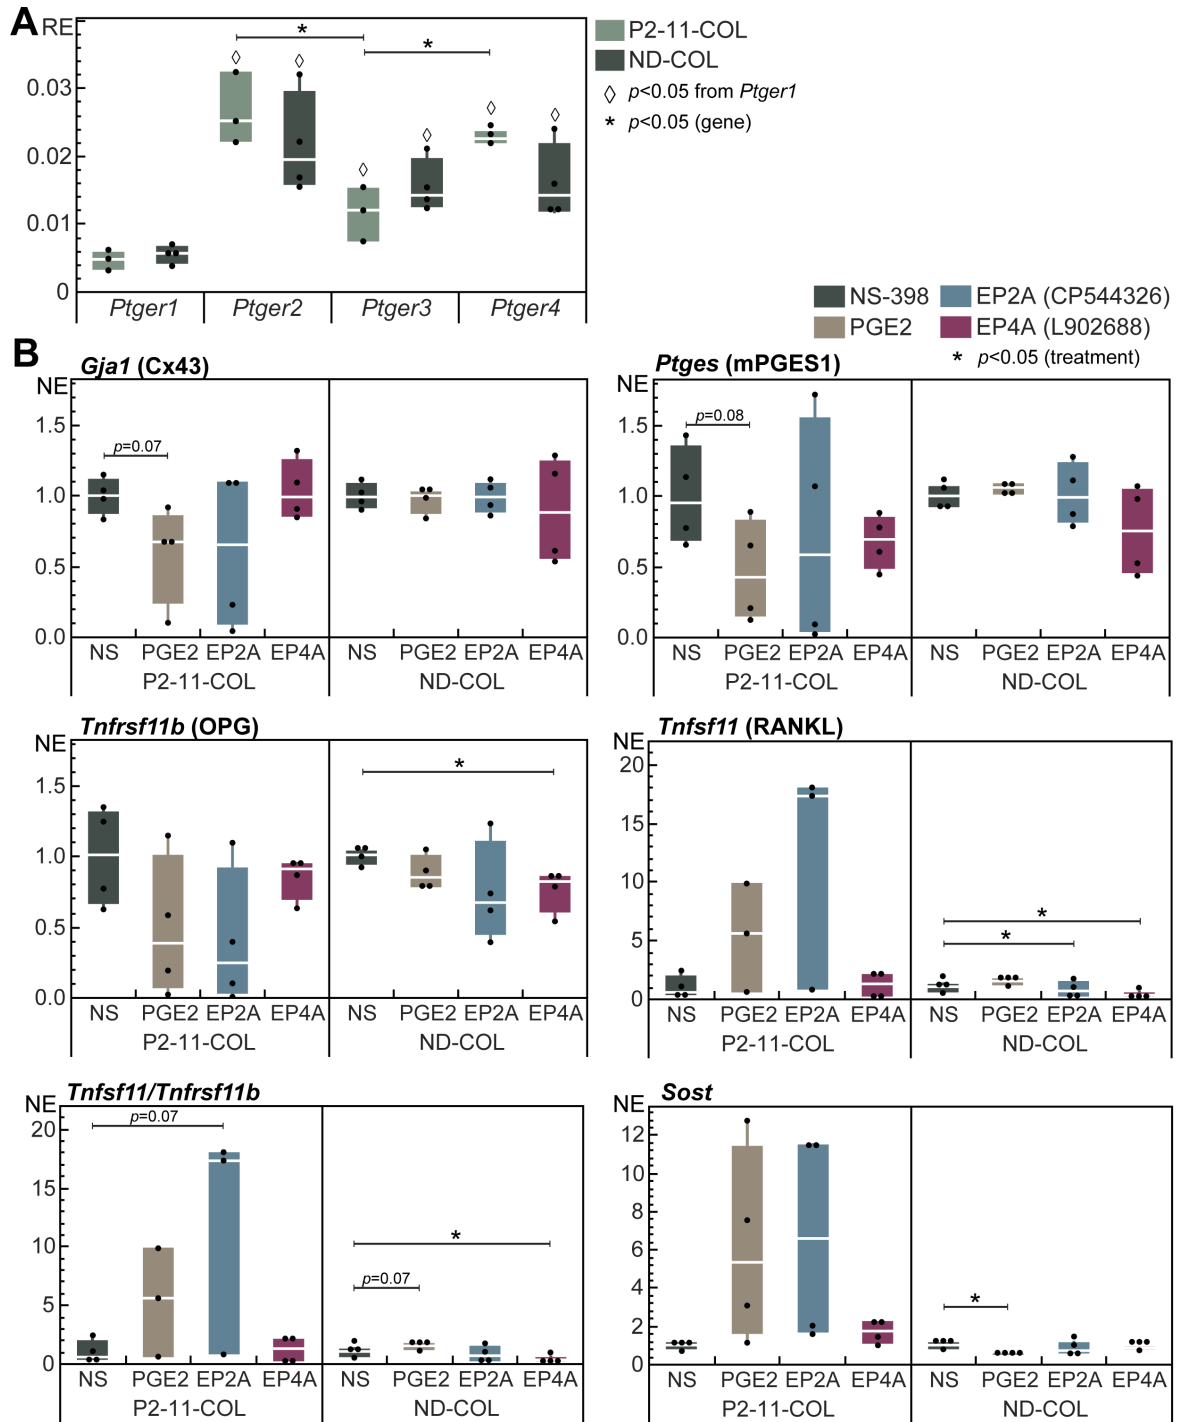 A
RE
0.03
0.02
0.01
0
*
*
◊ ◊ ◊ ◊ ◊ ◊
Ptger1 Ptger2 Ptger3 Ptger4
P2-11-COL
ND-COL
◊ p<0.05 from Ptger1
* p<0.05 (gene)
NS-398 EP2A (CP544326)
PGE2 EP4A (L902688)
* p<0.05 (treatment)
B
Gja1 (Cx43)
NE
1.5
1.0
0.5
0.0
p=0.07
NS PGE2 EP2A EP4A NS PGE2 EP2A EP4A
P2-11-COL ND-COL
Ptges (mPGES1)
NE
1.5
1.0
0.5
0.0
p=0.08
NS PGE2 EP2A EP4A NS PGE2 EP2A EP4A
P2-11-COL ND-COL
Tnfrsf11b (OPG)
NE
1.5
1.0
0.5
0.0
*
NS PGE2 EP2A EP4A NS PGE2 EP2A EP4A
P2-11-COL ND-COL
Tnfsf11 (RANKL)
NE
20
15
10
5
0
*
*
NS PGE2 EP2A EP4A NS PGE2 EP2A EP4A
P2-11-COL ND-COL
Tnfsf11/Tnfrsf11b
NE
20
15
10
5
0
p=0.07
*
p=0.07
NS PGE2 EP2A EP4A NS PGE2 EP2A EP4A
P2-11-COL ND-COL
Sost
NE
12
10
8
6
4
2
0
*
NS PGE2 EP2A EP4A NS PGE2 EP2A EP4A
P2-11-COL ND-COL